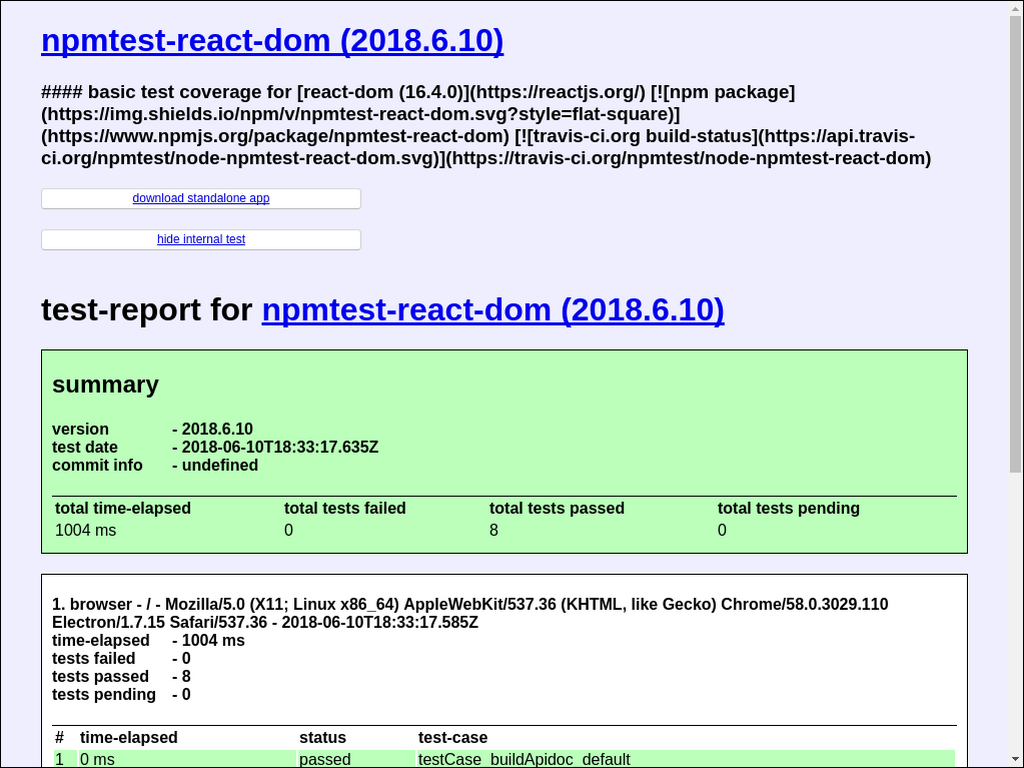 npmtest-react-dom (2018.6.10)
#### basic test coverage for [react-dom (16.4.0)](https://reactjs.org/) [![npm package]
(https://img.shields.io/npm/v/npmtest-react-dom.svg?style=flat-square)]
(https://www.npmjs.org/package/npmtest-react-dom) [![travis-ci.org build-status](https://api.travis-
ci.org/npmtest/node-npmtest-react-dom.svg)](https://travis-ci.org/npmtest/node-npmtest-react-dom)
download standalone app
hide internal test
test-report for npmtest-react-dom (2018.6.10)
summary
version - 2018.6.10
test date - 2018-06-10T18:33:17.635Z
commit info - undefined
total time-elapsed total tests failed total tests passed total tests pending
1004 ms 0 8 0
1. browser - / - Mozilla/5.0 (X11; Linux x86_64) AppleWebKit/537.36 (KHTML, like Gecko) Chrome/58.0.3029.110
Electron/1.7.15 Safari/537.36 - 2018-06-10T18:33:17.585Z
time-elapsed - 1004 ms
tests failed - 0
tests passed - 8
tests pending - 0
# time-elapsed status test-case
1 0 ms passed testCase_buildApidoc_default